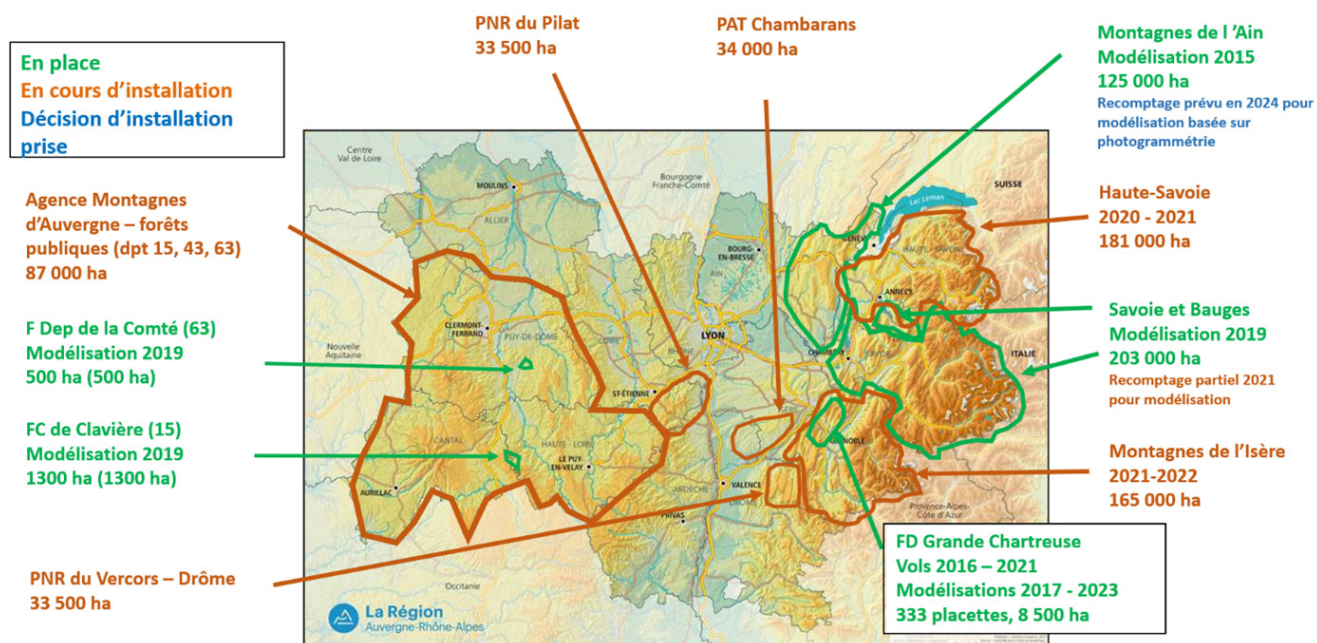 PNR du Pilat
33 500 ha
PAT Chambarans
34 000 ha
Montagnes de l ’Ain
Modélisation 2015
125 000 ha
Recomptage prévu en 2024 pour
modélisation basée sur
photogrammétrie
En place
En cours d’installation
Décision d’installation
prise
Agence Montagnes
d’Auvergne – forêts
publiques (dpt 15, 43, 63)
87 000 ha
F Dep de la Comté (63)
Modélisation 2019
500 ha (500 ha)
FC de Clavière (15)
Modélisation 2019
1300 ha (1300 ha)
PNR du Vercors – Drôme
33 500 ha
Haute-Savoie
2020 - 2021
181 000 ha
Savoie et Bauges
Modélisation 2019
203 000 ha
Recomptage partiel 2021
pour modélisation
Montagnes de l’Isère
2021-2022
165 000 ha
FD Grande Chartreuse
Vols 2016 – 2021
Modélisations 2017 - 2023
333 placettes, 8 500 ha
Centre
Val de Loire
Bourgogne
Franche-Comté
SUISSE
Lac Léman
MOULINS
ALLIER
BOURG-
EN-BRESSE
AIN
HAUTE-SAVOIE
ANNECY
CLERMONT-
FERRAND
PUY-DE-DÔME
LOIRE
RHÔNE
LYON
Nouvelle
Aquitaine
SAVOIE
ITALIE
ST-ÉTIENNE
GRENOBLE
CANTAL
HAUTE - LOIRE
LE PUY-
EN-VELAY
AURILLAC
ARDÈCHE
VALENCE
PRIVAS
Provence-Alpes-
Côte d’Azur
Occitanie
La Région
Auvergne-Rhône-Alpes